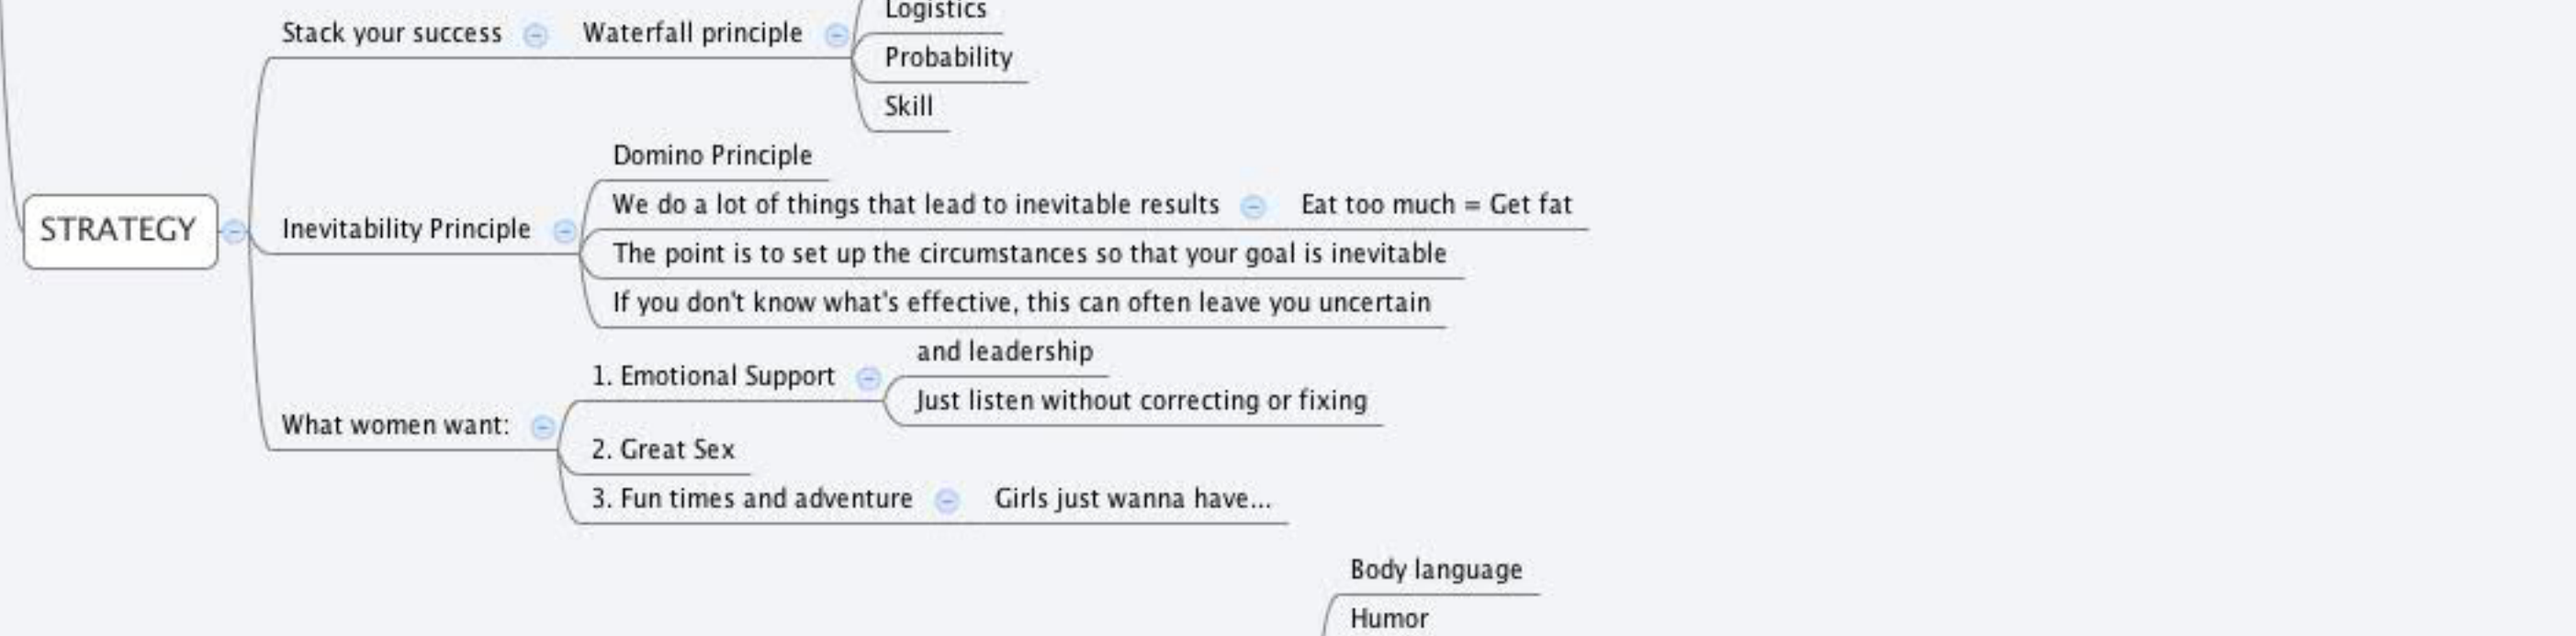 Logistics
Stack your success
Waterfall principle
Probability
Skill
STRATEGY
Inevitability Principle
Domino Principle
We do a lot of things that lead to inevitable results
Eat too much = Get fat
The point is to set up the circumstances so that your goal is inevitable
If you don't know what's effective, this can often leave you uncertain
What women want:
1. Emotional Support
and leadership
Just listen without correcting or fixing
2. Great Sex
3. Fun times and adventure
Girls just wanna have...
Body language
Humor